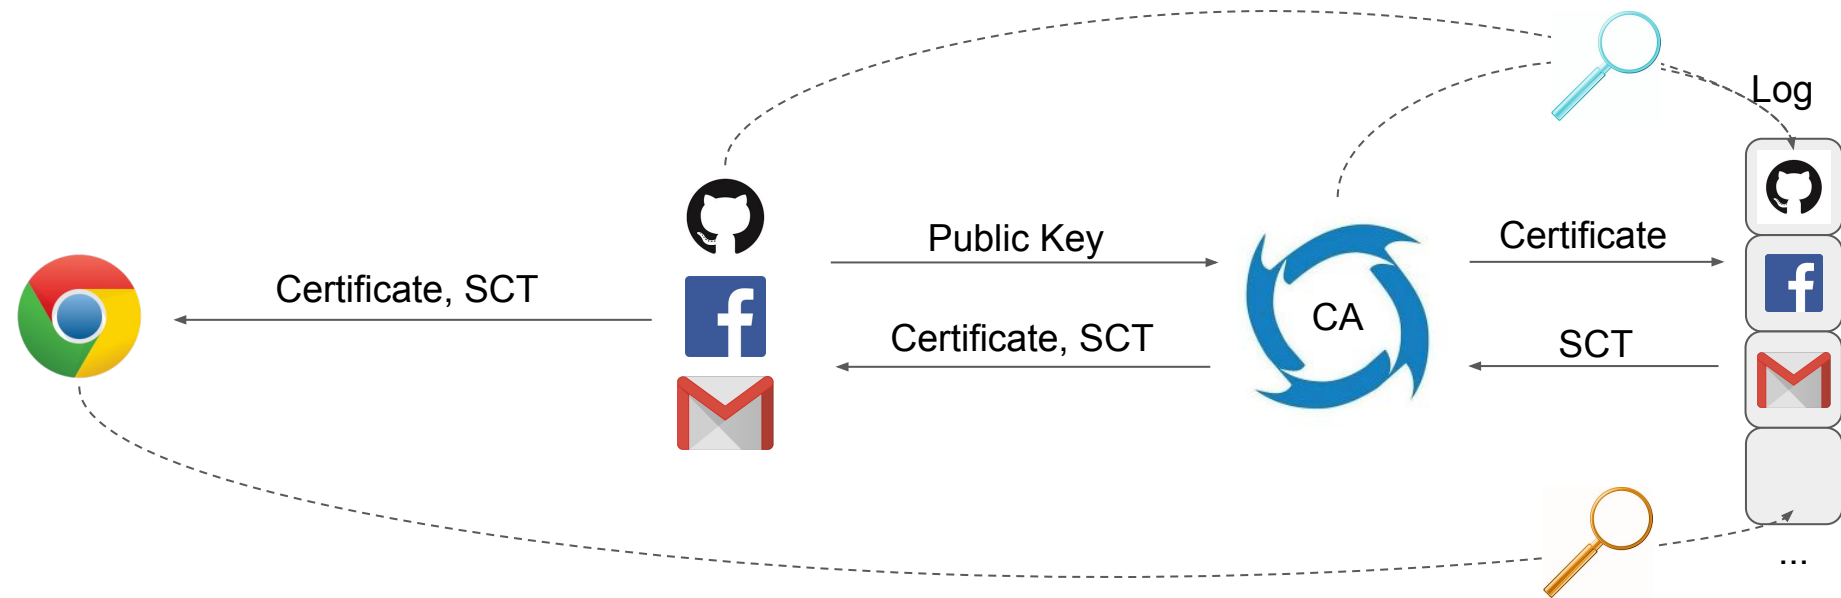 Log
Public Key
Certificate
Certificate, SCT
CA
Certificate, SCT
SCT
...